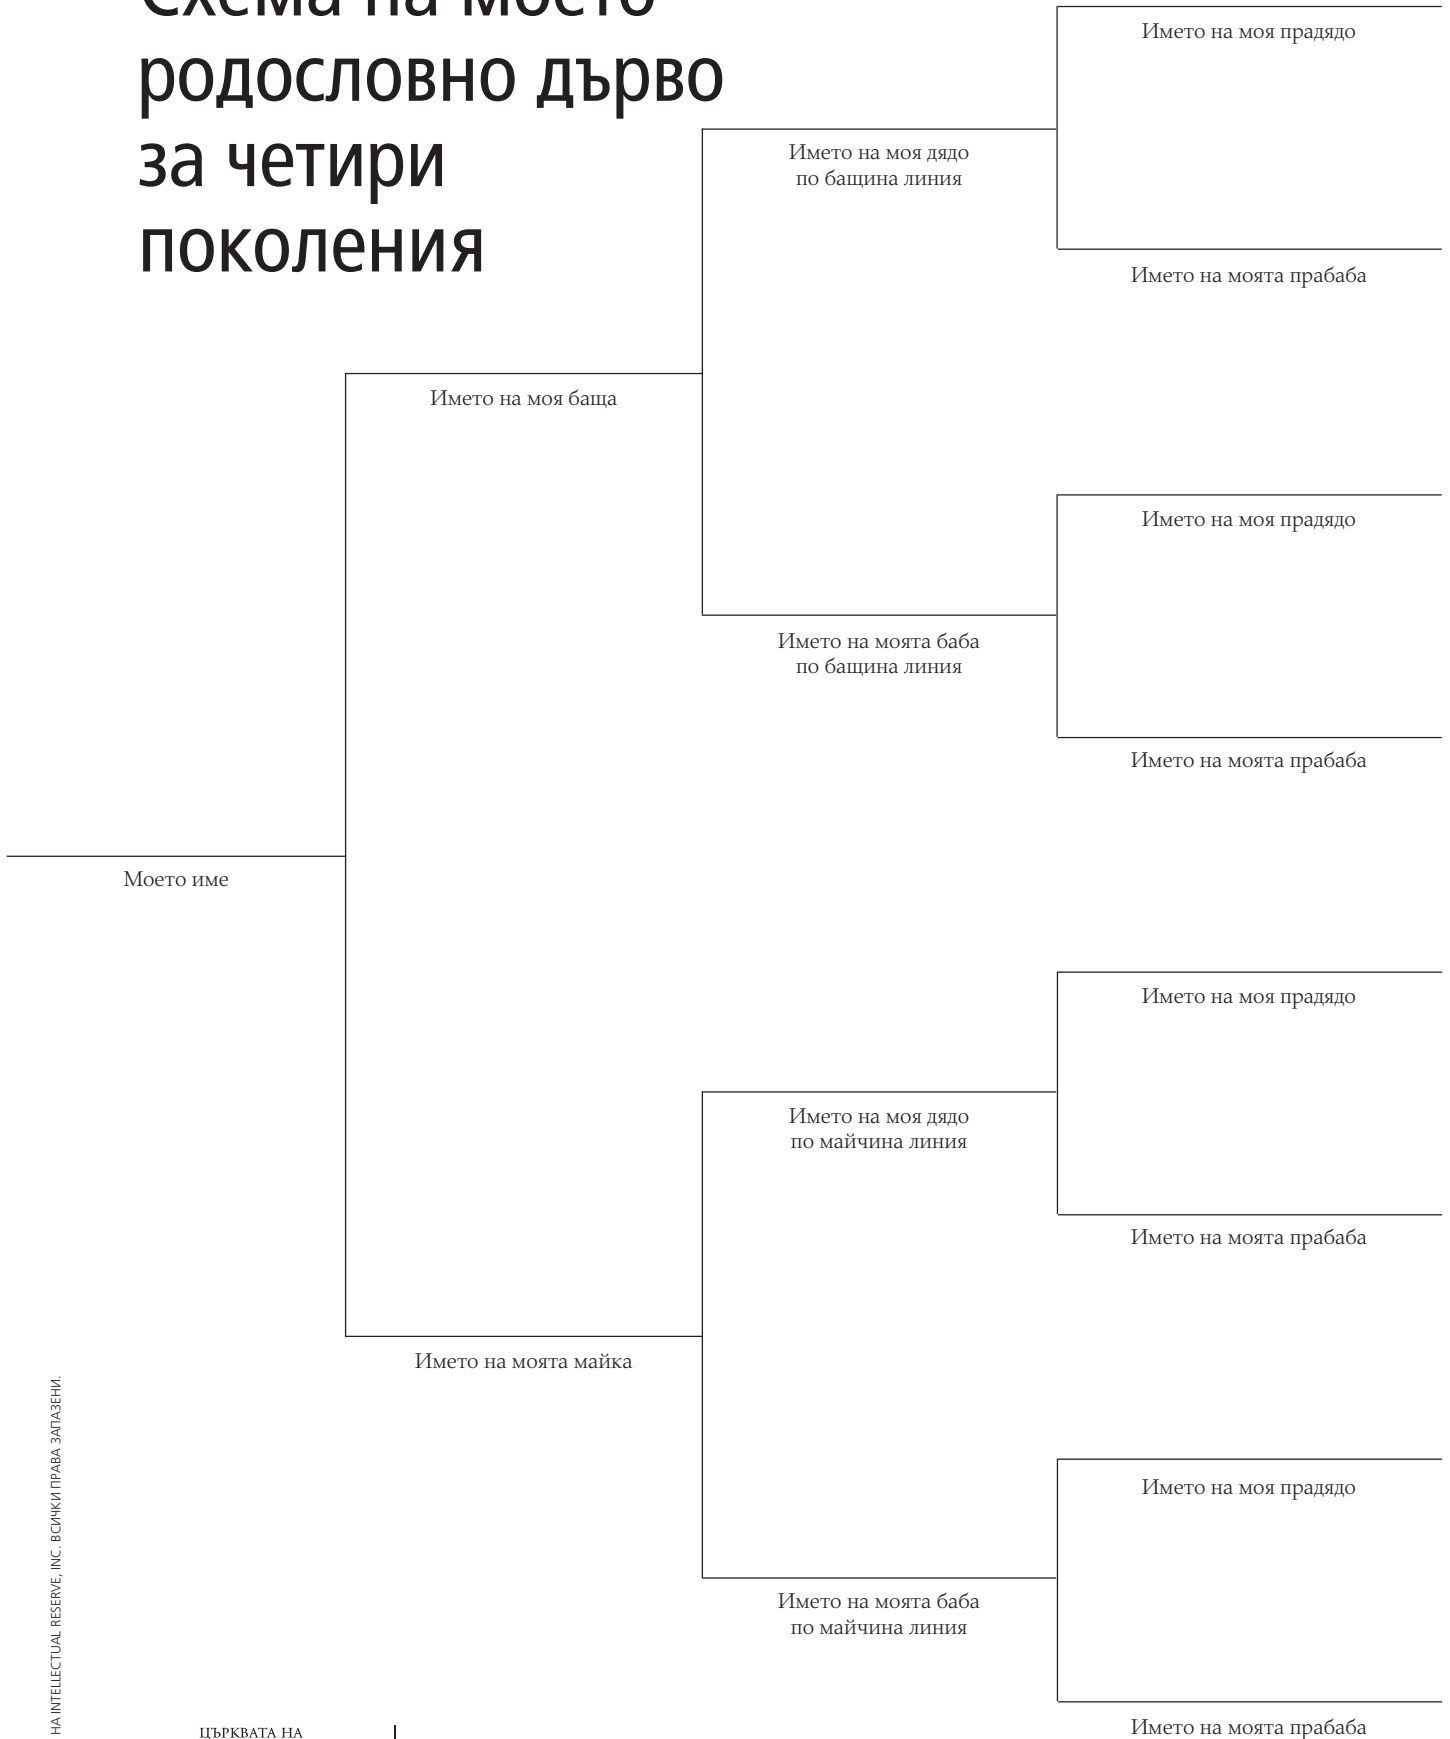 Схема на моето
родословно дърво
за четири
поколения
Името на моя прадядо
Името на моя дядо
по бащина линия
Името на моята прабаба
Името на моя баща
Името на моя прадядо
Името на моята баба
по бащина линия
Името на моята прабаба
Моето име
Името на моя прадядо
Името на моя дядо
по майчина линия
Името на моята прабаба
Името на моята майка
Името на моя прадядо
Името на моята баба
по майчина линия
Името на моята прабаба
НА INTELLECTUAL RESERVE, INC. ВСИЧКИ ПРАВА ЗАПАЗЕНИ.
ЦЪРКВАТА НА